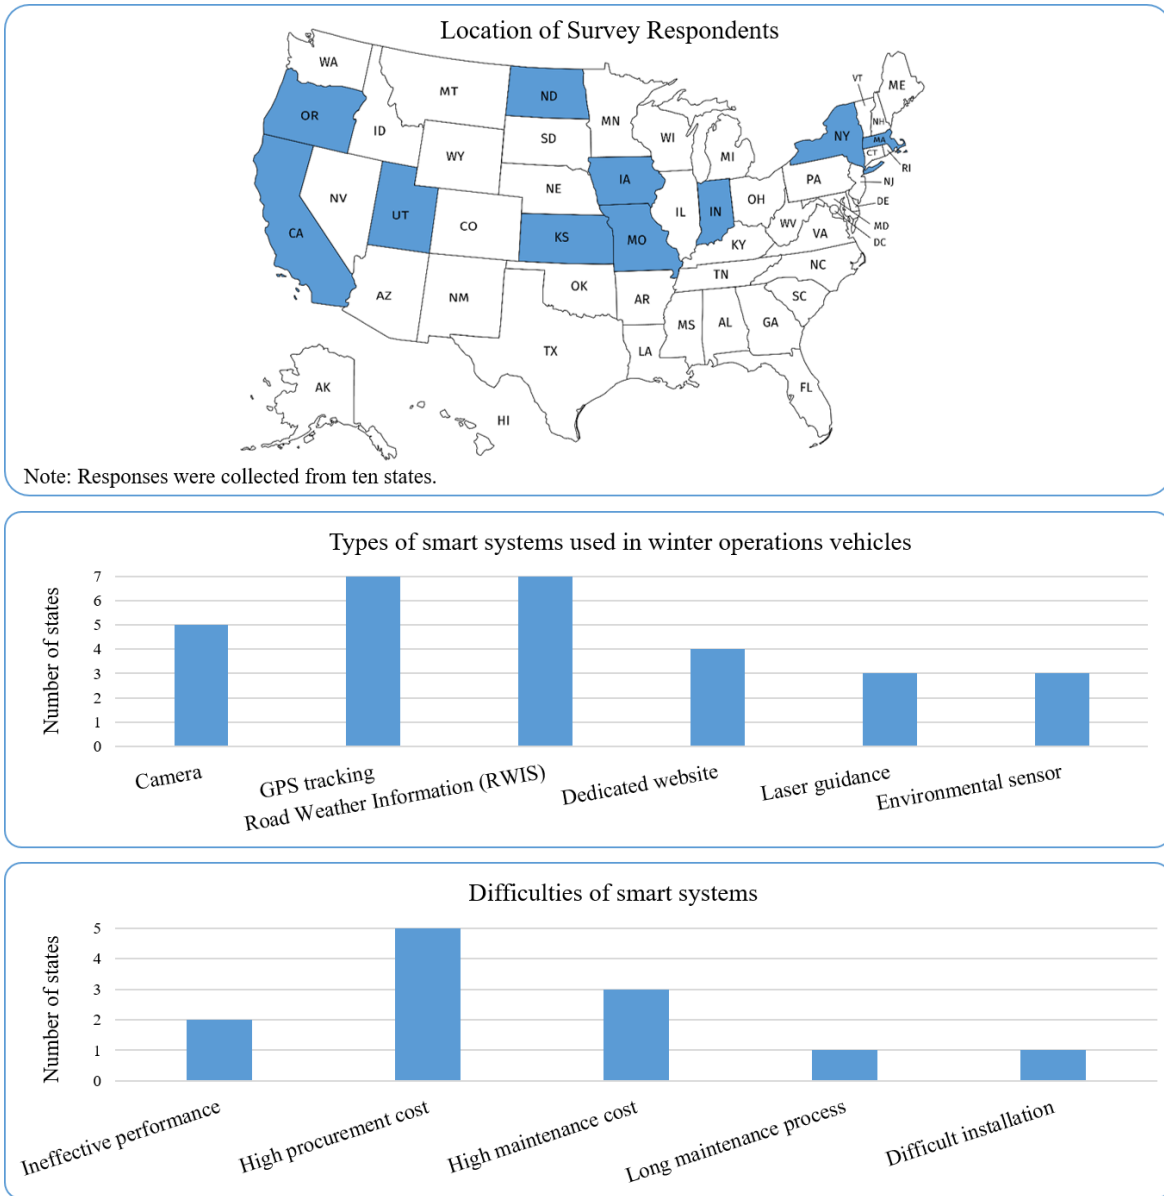 Location of Survey Respondents
WA
MT
ND
MN
OR
ID
WY
SD
WI
MI
NY
VT
NH
ME
MA
CT
RI
NV
UT
CO
NE
IA
IL
IN
OH
PA
NJ
DE
MD
DC
CA
KS
MO
KY
WV
VA
AZ
NM
OK
AR
TN
NC
SC
TX
LA
MS
AL
GA
FL
AK
HI
Note: Responses were collected from ten states.
Types of smart systems used in winter operations vehicles
Number of states
7
6
5
4
3
2
1
0
Camera
GPS tracking
Road Weather Information (RWIS)
Dedicated website
Laser guidance
Environmental sensor
Difficulties of smart systems
Number of states
5
4
3
2
1
0
Ineffective performance
High procurement cost
High maintenance cost
Long maintenance process
Difficult installation